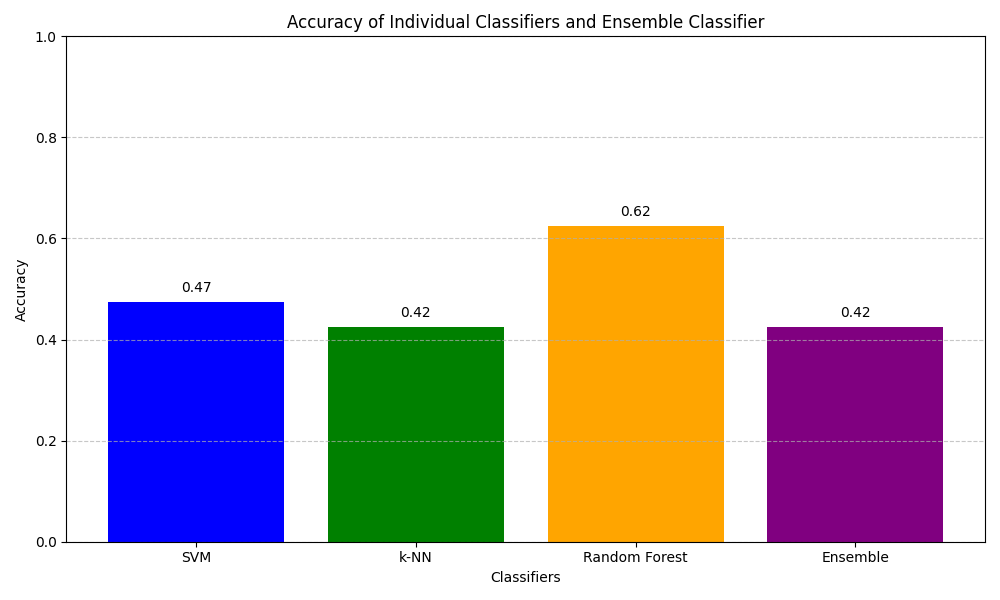 Accuracy of Individual Classifiers and Ensemble Classifier
1.0
0.8
0.6
0.4
0.2
0.0
Accuracy
0.47
0.42
0.62
0.42
SVM
k-NN
Random Forest
Ensemble
Classifiers